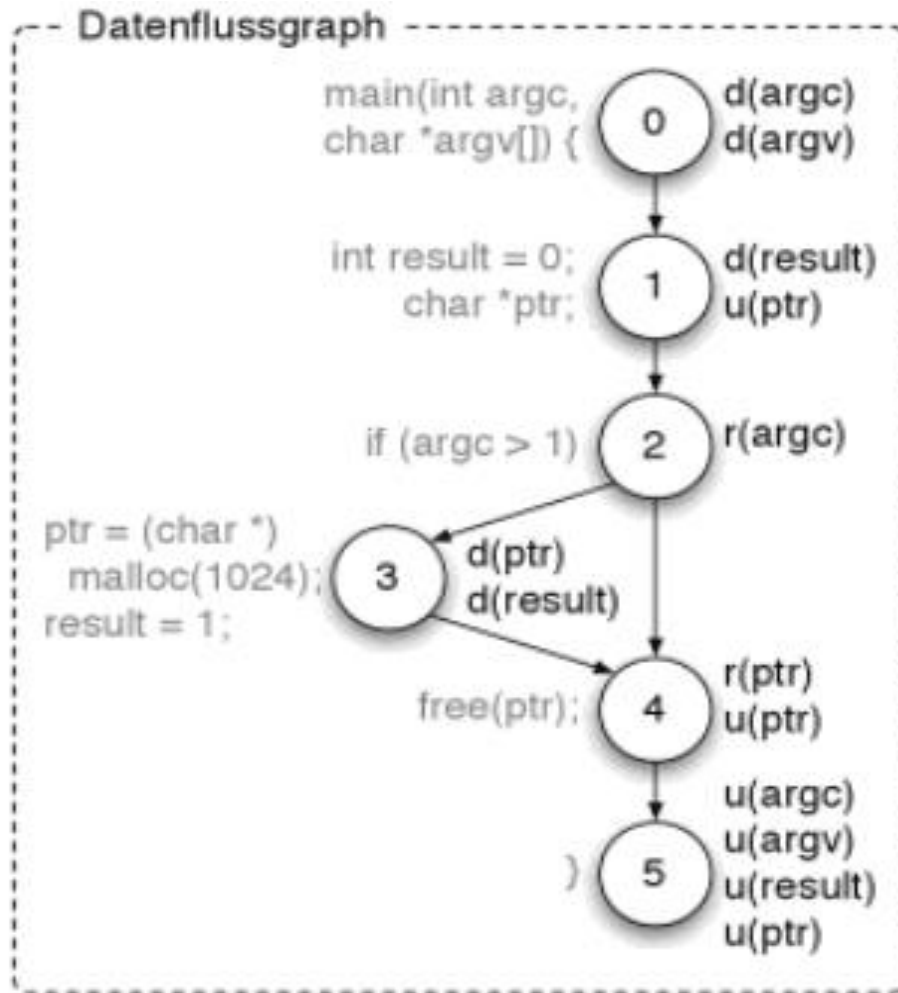 Datenflussgraph
main(int argc,
char *argv[]) {
0
d(argc)
d(argv)
int result = 0;
char *ptr;
1
d(result)
u(ptr)
if (argc > 1)
2
r(argc)
ptr = (char *)
malloc(1024);
result = 1;
3
d(ptr)
d(result)
free(ptr);
4
r(ptr)
u(ptr)
}
5
u(argc)
u(argv)
u(result)
u(ptr)